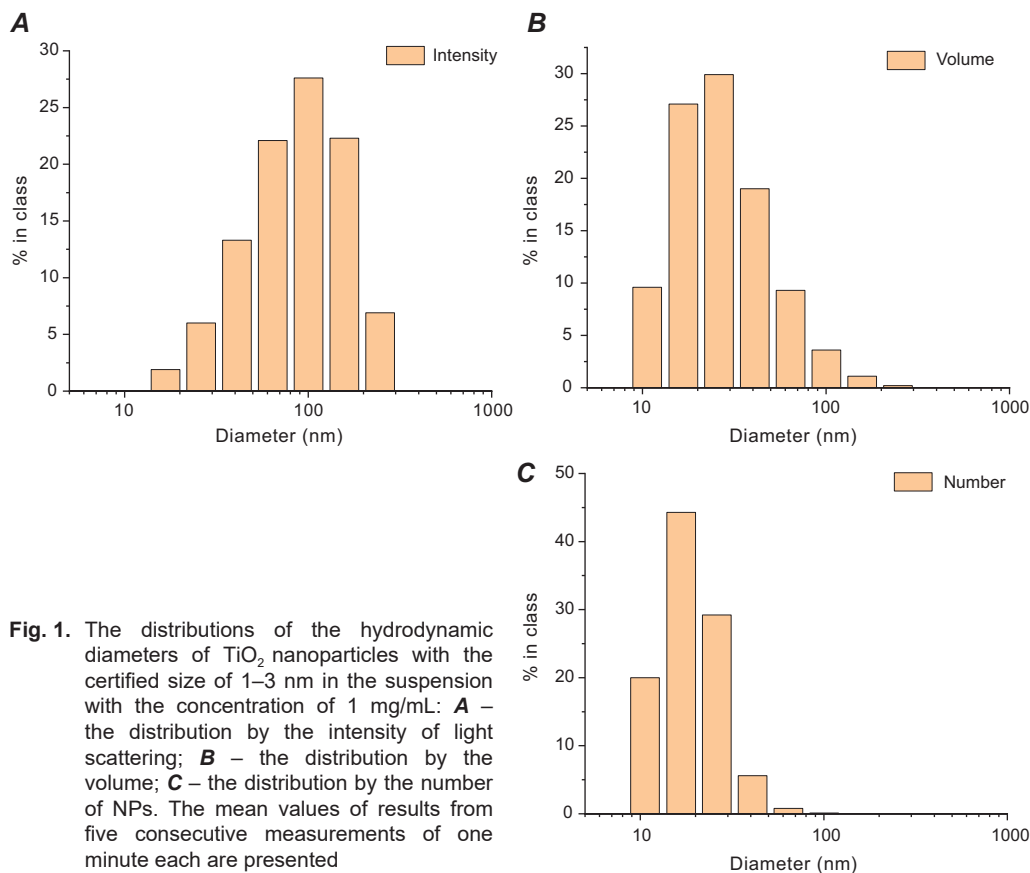 A
30
25
20
15
10
5
0
% in class
Intensity
10
100
1000
Diameter (nm)
B
30
25
20
15
10
5
0
% in class
Volume
10
100
1000
Diameter (nm)
C
50
40
30
20
10
0
% in class
Number
10
100
1000
Diameter (nm)
Fig. 1. The distributions of the hydrodynamic
diameters of TiO₂ nanoparticles with the
certified size of 1–3 nm in the suspension
with the concentration of 1 mg/mL: A –
the distribution by the intensity of light
scattering; B – the distribution by the
volume; C – the distribution by the number
of NPs. The mean values of results from
five consecutive measurements of one
minute each are presented